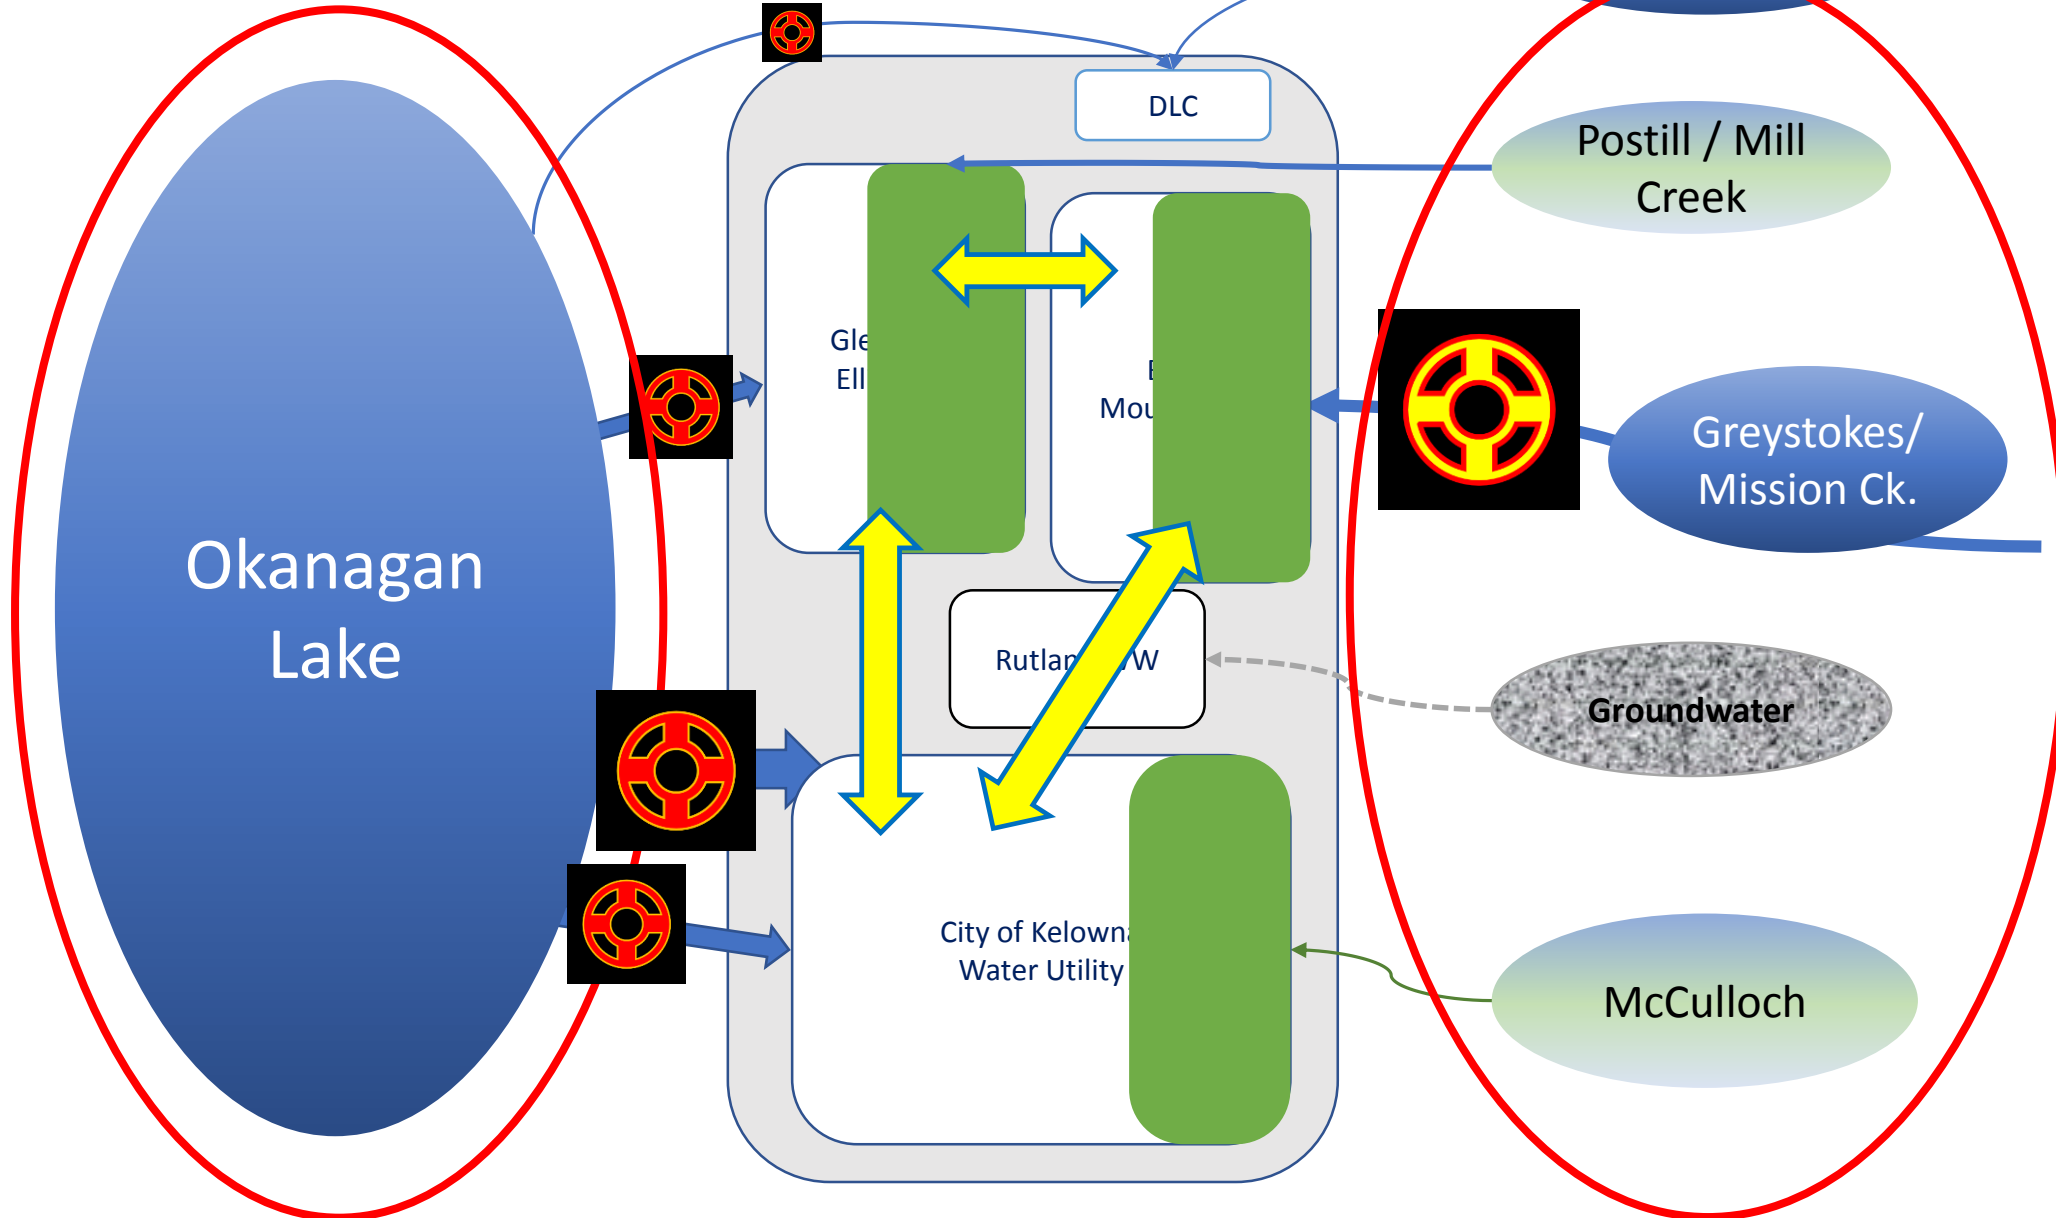 DLC
Postill / Mill
Creek
Gle
Ell
Mou
Greystokes/
Mission Ck.
Okanagan
Lake
Rutlan W
Groundwater
City of Kelowna
Water Utility
McCulloch